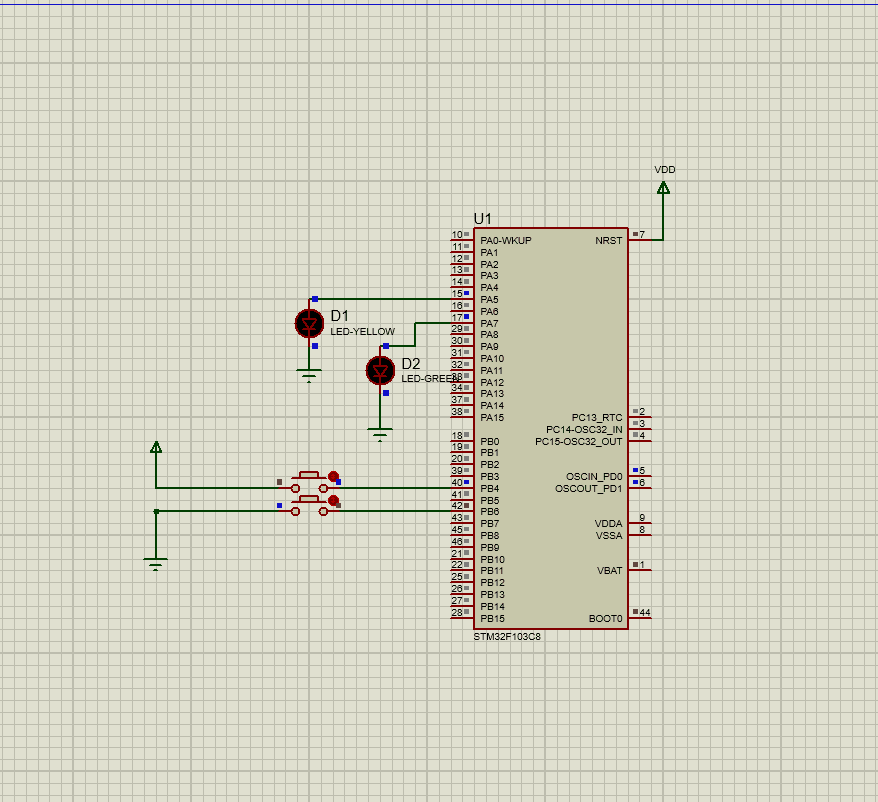 VDD
U1
10 PA0-WKUP NRST 7
11 PA1
12 PA2
13 PA3
14 PA4
15 PA5
16 PA6
17 PA7
29 PA8
30 PA9
31 PA10
32 PA11
33 PA12
34 PA13
37 PA14
38 PA15
D1
LED-YELLOW
D2
LED-GREEN
PC13_RTC 2
PC14-OSC32_IN 3
PC15-OSC32_OUT 4
18 PB0
19 PB1
20 PB2
39 PB3 OSCIN_PD0 5
40 PB4 OSCOUT_PD1 6
41 PB5
42 PB6
43 PB7 VDDA 9
45 PB8 VSSA 8
46 PB9
21 PB10
22 PB11 VBAT 1
25 PB12
26 PB13
27 PB14
28 PB15 BOOT0 44
STM32F103C8